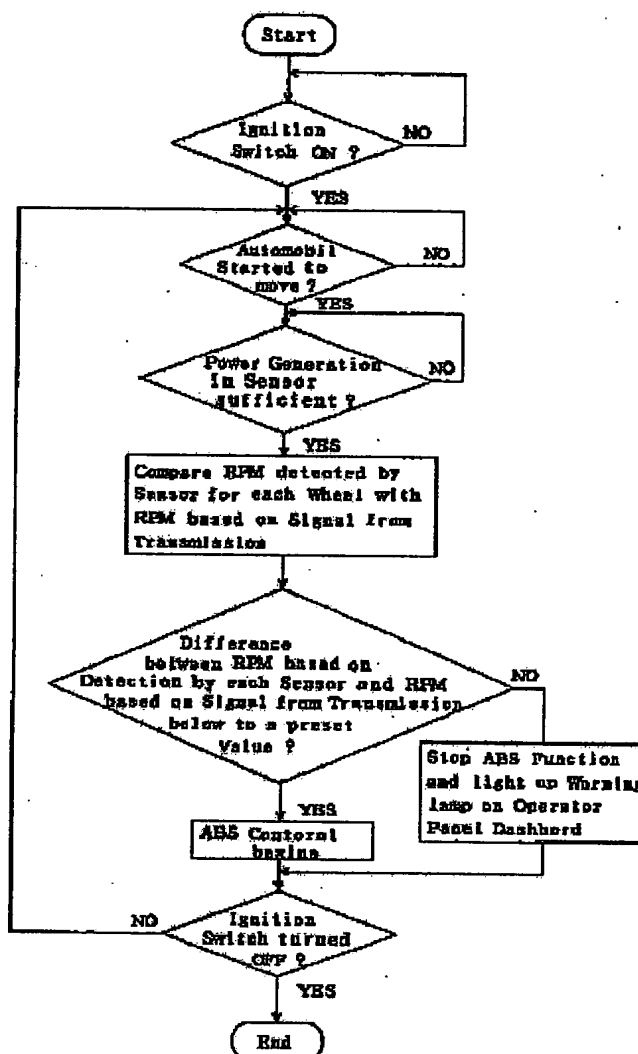 Start
Ignition
Switch ON ?
NO
YES
Automobil
Started to
move ?
NO
YES
Power Generation
in Sensor
sufficient ?
NO
YES
Compare RPM detected by
Sensor for each Wheel with
RPM based on Signal from
Transmission
Difference
between RPM based on
Detection by each Sensor and RPM
based on Signal from Transmission
below to a preset
Value ?
NO
Stop ABS Function
and light up Warning
lamp on Operator
Panel Dashbord
YES
ABS Contorol
begins
NO
Ignition
Switch turned
OFF ?
YES
End